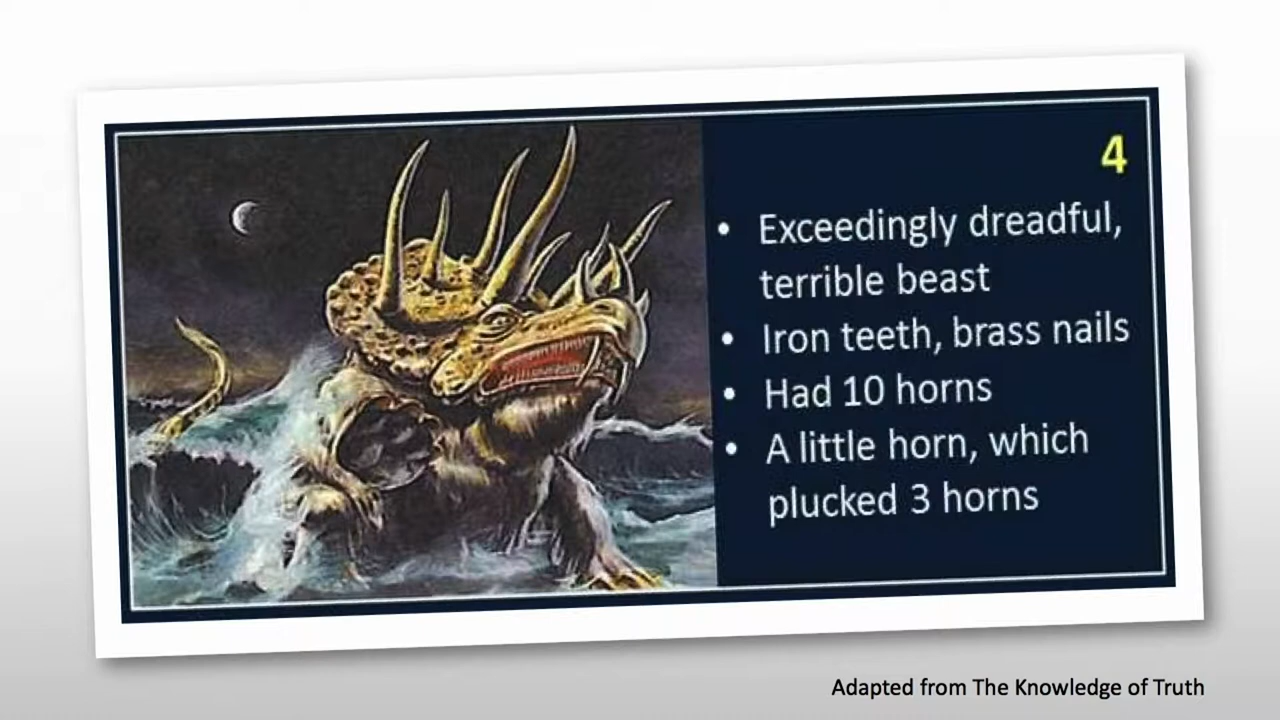 4
• Exceedingly dreadful,
terrible beast
• Iron teeth, brass nails
• Had 10 horns
• A little horn, which
plucked 3 horns
Adapted from The Knowledge of Truth